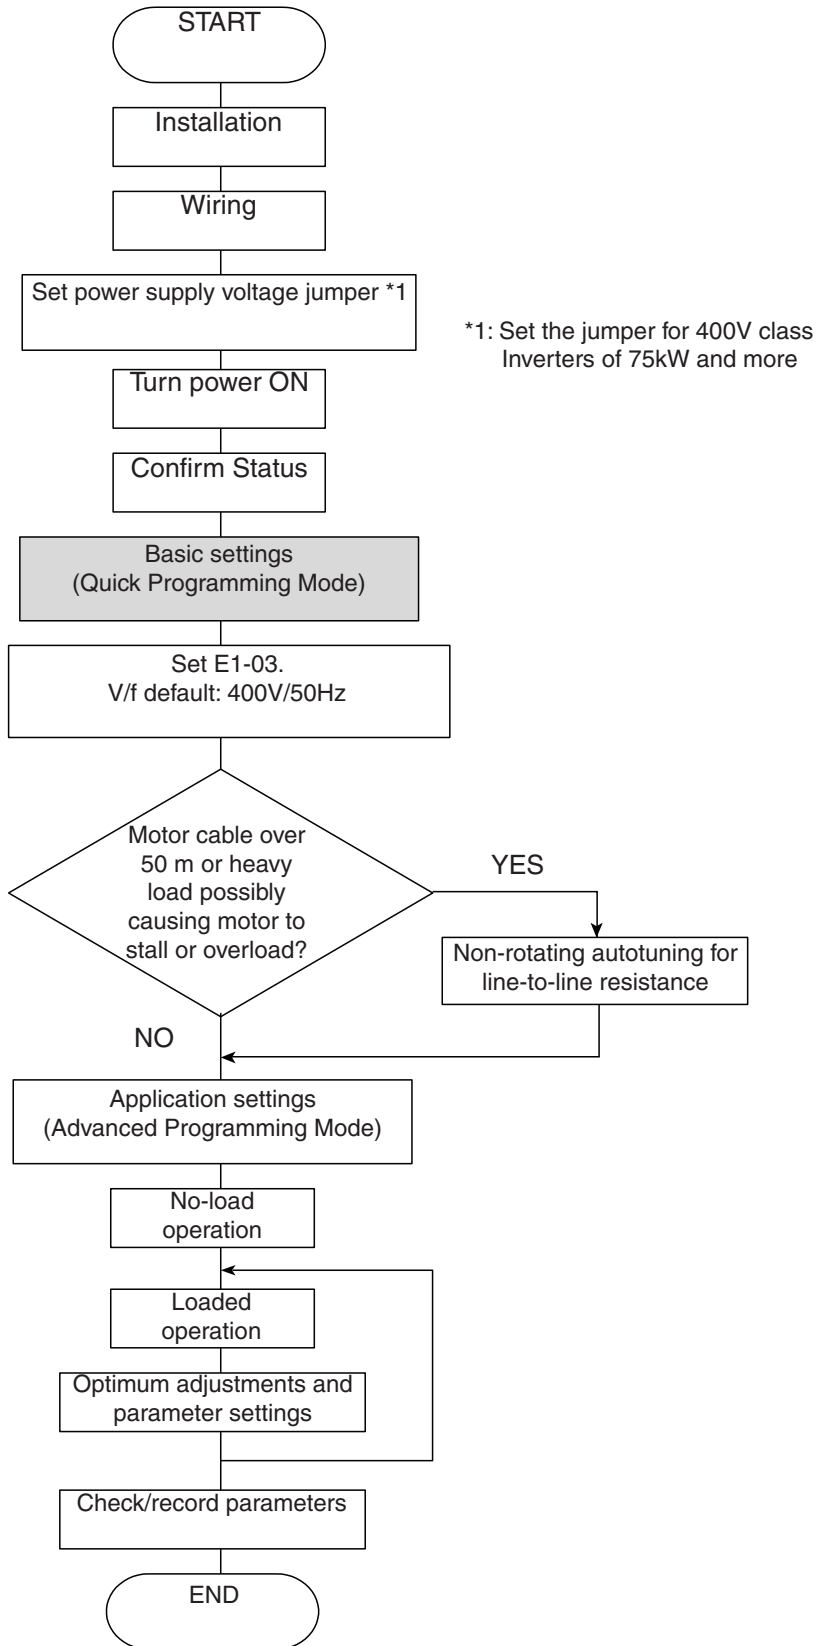 START
Installation
Wiring
Set power supply voltage jumper *1
*1: Set the jumper for 400V class
Inverters of 75kW and more
Turn power ON
Confirm Status
Basic settings
(Quick Programming Mode)
Set E1-03.
V/f default: 400V/50Hz
Motor cable over
50 m or heavy
load possibly
causing motor to
stall or overload?
YES
Non-rotating autotuning for
line-to-line resistance
NO
Application settings
(Advanced Programming Mode)
No-load
operation
Loaded
operation
Optimum adjustments and
parameter settings
Check/record parameters
END